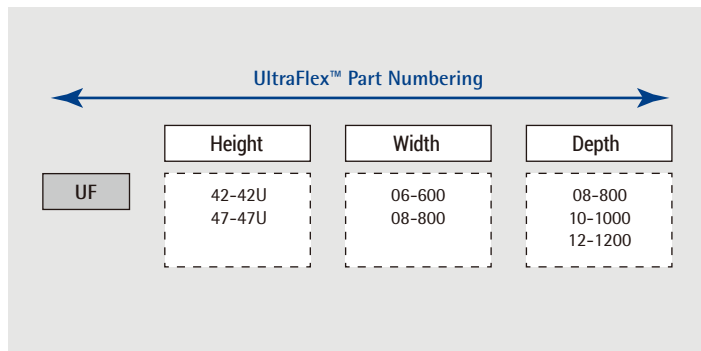 UltraFlex™ Part Numbering
Height
Width
Depth
UF
42-42U
47-47U
06-600
08-800
08-800
10-1000
12-1200